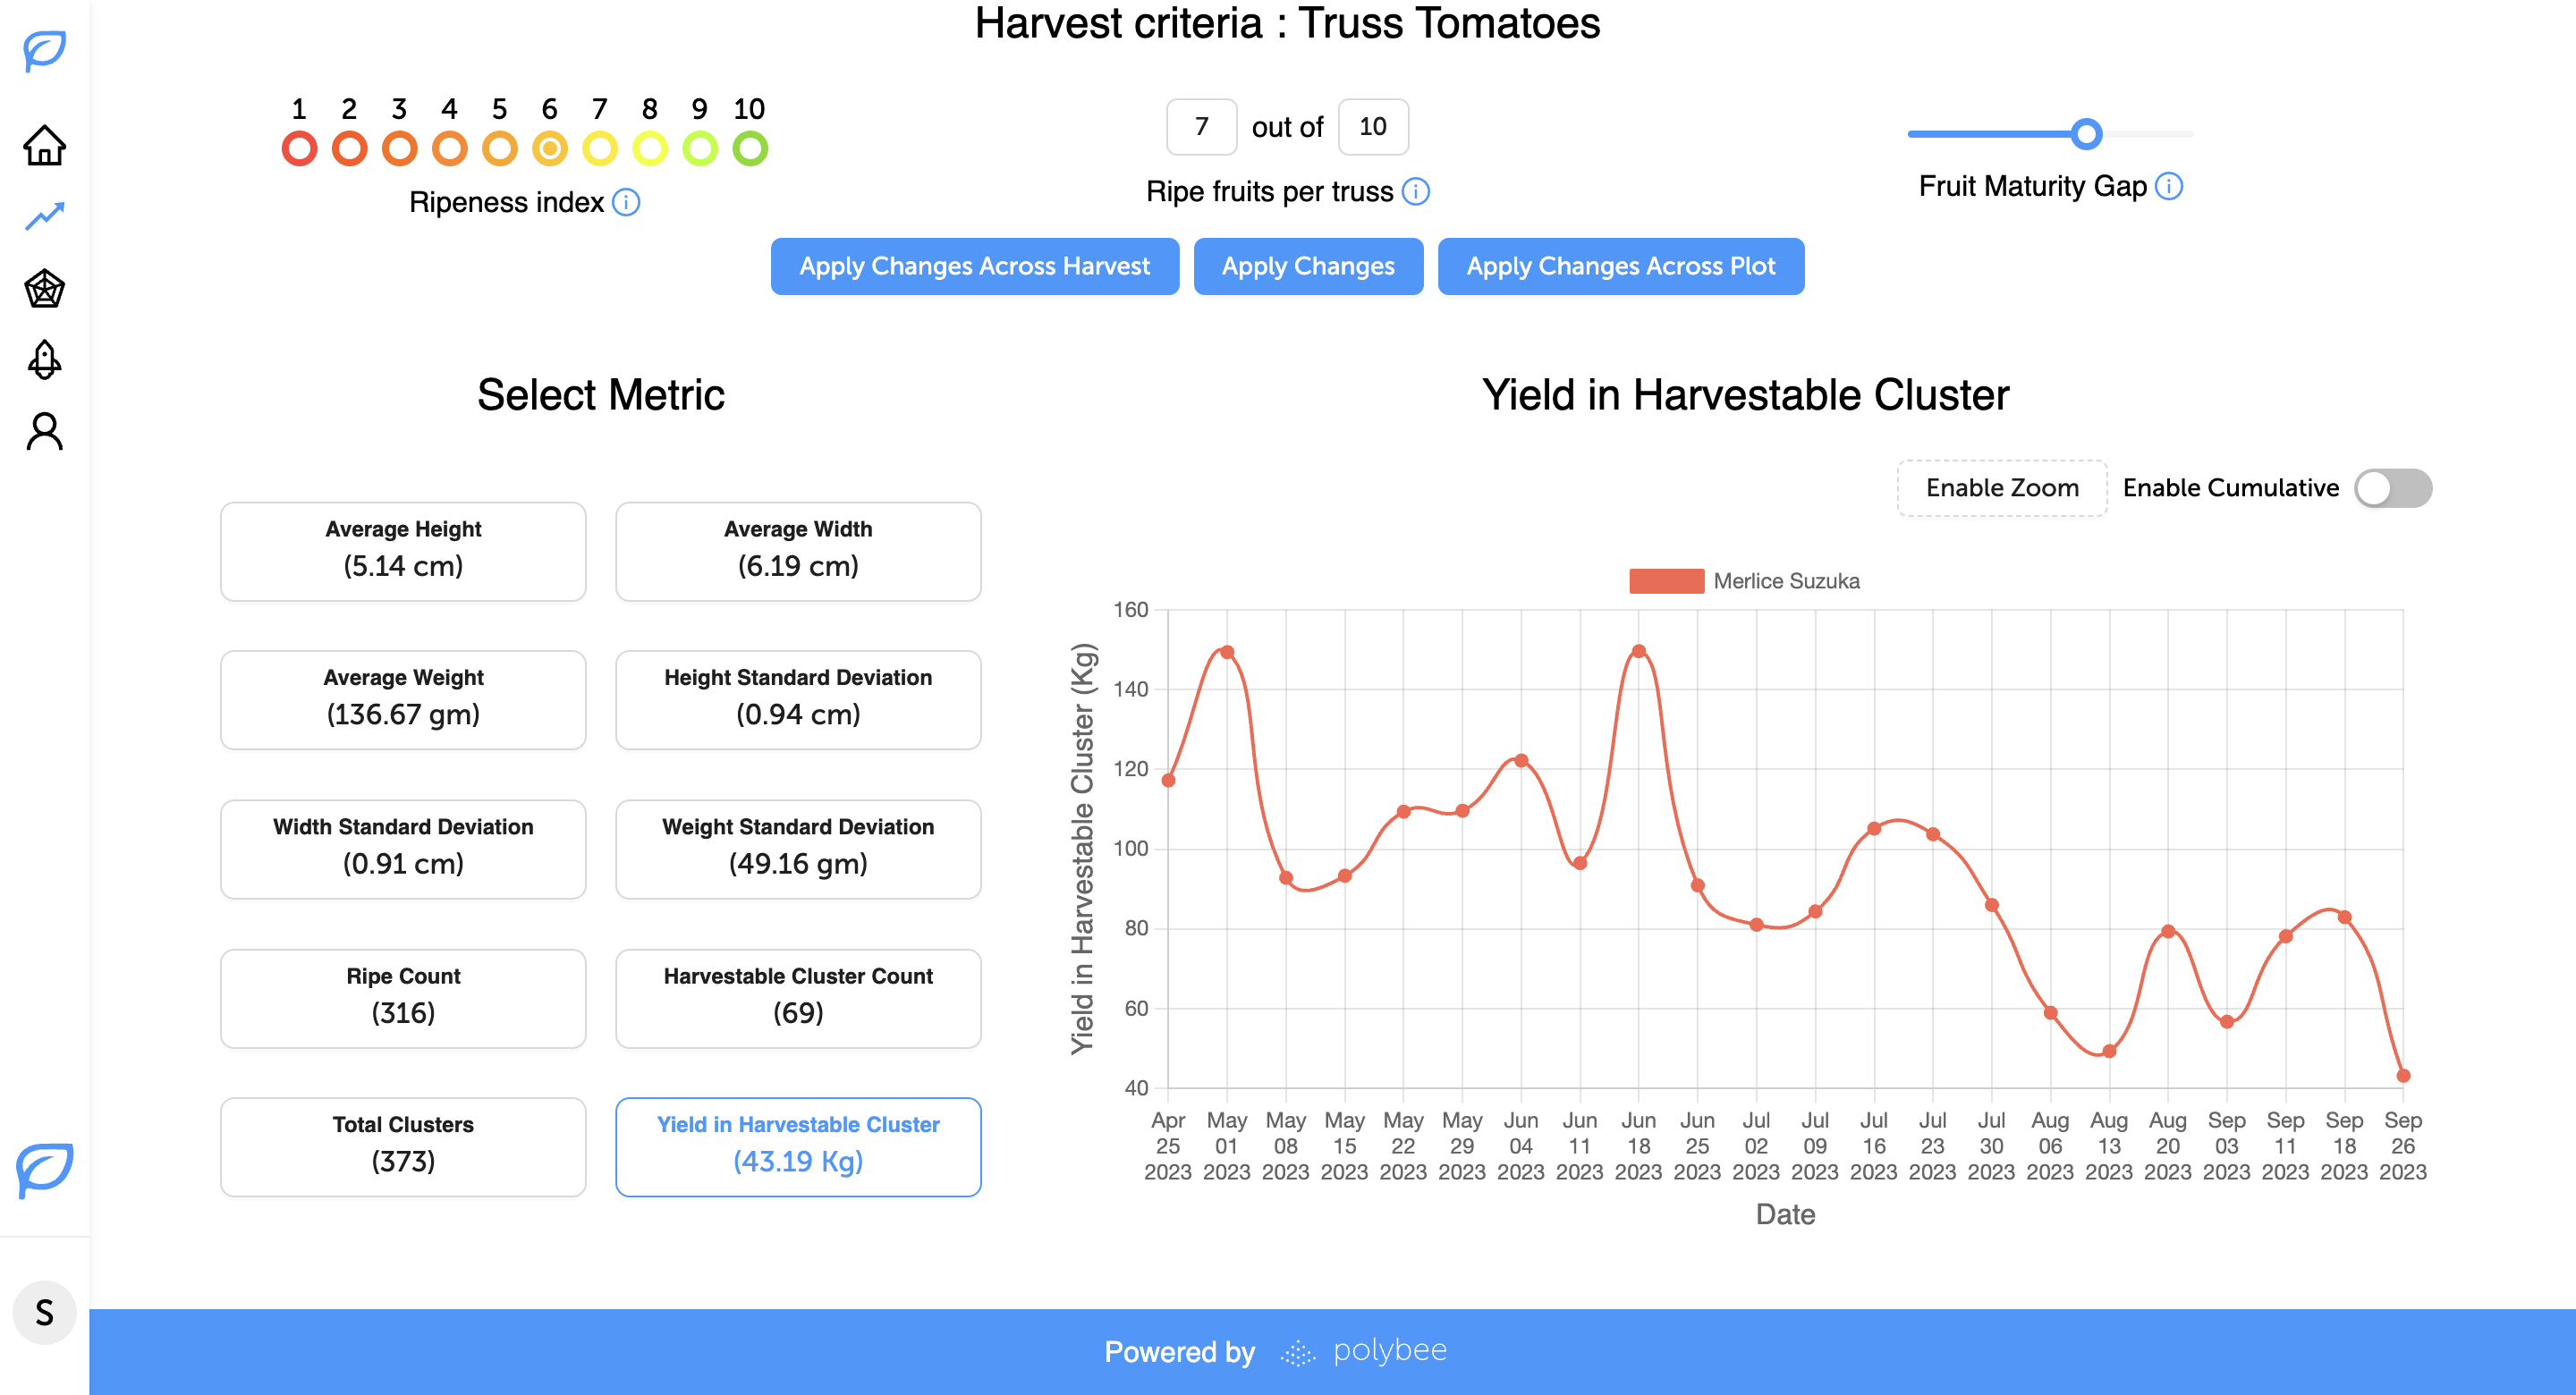 Harvest criteria : Truss Tomatoes
1 2 3 4 5 6 7 8 9 10
Ripeness index
7 out of 10
Ripe fruits per truss
Fruit Maturity Gap
Apply Changes Across Harvest
Apply Changes
Apply Changes Across Plot
Select Metric
Average Height
(5.14 cm)
Average Width
(6.19 cm)
Average Weight
(136.67 gm)
Height Standard Deviation
(0.94 cm)
Width Standard Deviation
(0.91 cm)
Weight Standard Deviation
(49.16 gm)
Ripe Count
(316)
Harvestable Cluster Count
(69)
Total Clusters
(373)
Yield in Harvestable Cluster
(43.19 Kg)
Yield in Harvestable Cluster
Enable Zoom
Enable Cumulative
Merlice Suzuka
Yield in Harvestable Cluster (Kg)
160
140
120
100
80
60
40
Apr May May May May May Jun Jun Jun Jun Jul Jul Jul Jul Jul Aug Aug Aug Sep Sep Sep Sep
25 01 08 15 22 29 04 11 18 25 02 09 16 23 30 06 13 20 03 11 18 26
2023 2023 2023 2023 2023 2023 2023 2023 2023 2023 2023 2023 2023 2023 2023 2023 2023 2023 2023 2023 2023 2023
Date
S
Powered by polybee